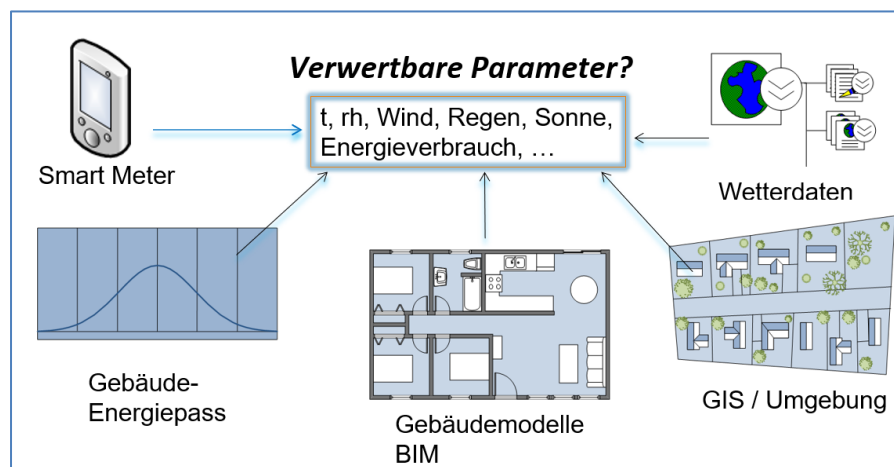 Verwertbare Parameter?
t, rh, Wind, Regen, Sonne,
Energieverbrauch, …
Smart Meter
Wetterdaten
Gebäude-
Energiepass
Gebäudemodelle
BIM
GIS / Umgebung